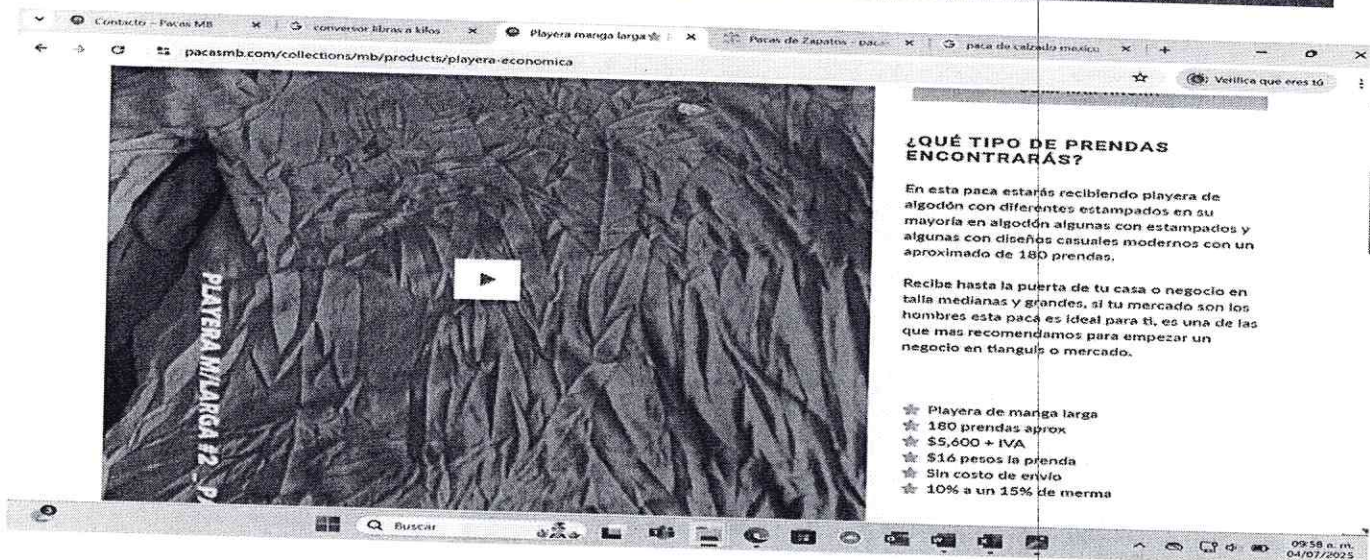 Contacto – Pacas MB
conversor libras a kilos
Playera manga larga
Pacas de Zapatos - paca
paca de calzado mexico
pacasmb.com/collections/mb/products/playera-economica
Verifica que eres tú
¿QUÉ TIPO DE PRENDAS
ENCONTRARÁS?
En esta paca estarás recibiendo playera de
algodón con diferentes estampados en su
mayoría en algodón algunas con estampados y
algunas con diseños casuales modernos con un
aproximado de 180 prendas.
Recibe hasta la puerta de tu casa o negocio en
talla medianas y grandes, si tu mercado son los
hombres esta paca es ideal para ti, es una de las
que mas recomendamos para empezar un
negocio en tianguis o mercado.
Playera de manga larga
180 prendas aprox
$5,600 + IVA
$16 pesos la prenda
Sin costo de envío
10% a un 15% de merma
PLAYERA M/LARGA #2
Buscar
09:58 a. m.
04/07/2025